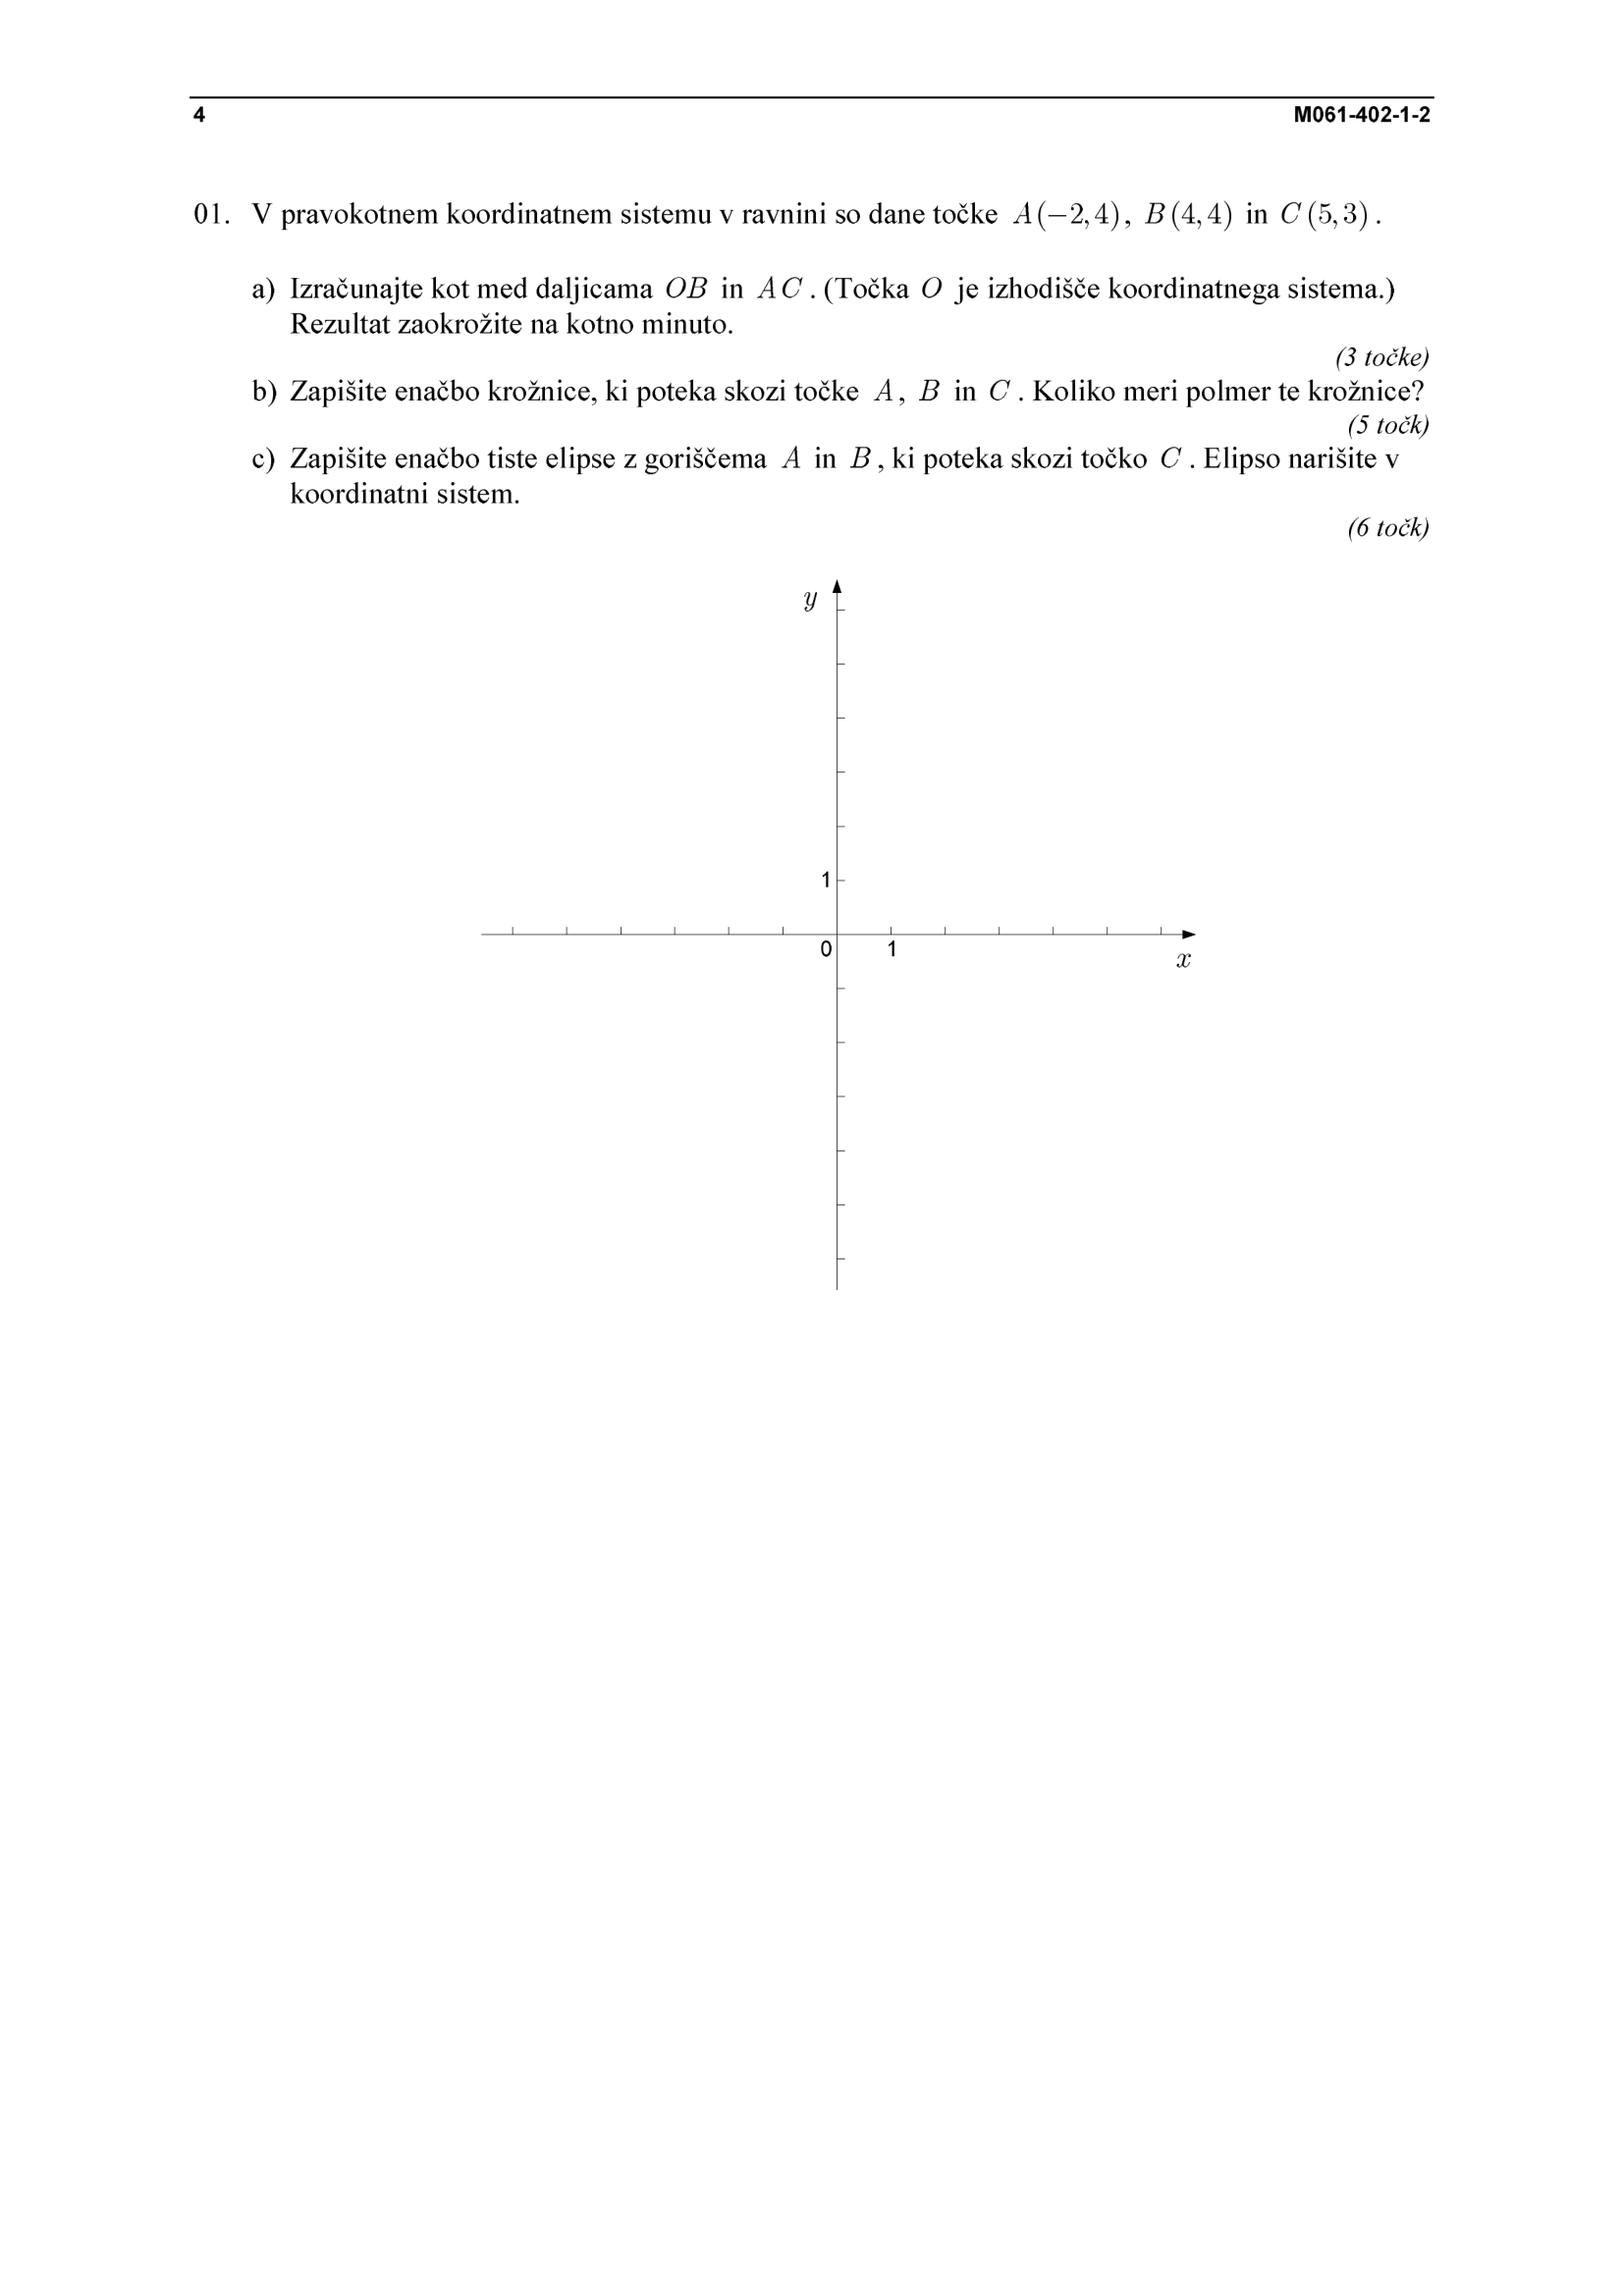 4 M061-402-1-2
01. V pravokotnem koordinatnem sistemu v ravnini so dane točke A(−2,4), B(4,4) in C(5,3).
a) Izračunajte kot med daljicama OB in AC. (Točka O je izhodišče koordinatnega sistema.)
Rezultat zaokrožite na kotno minuto.
(3 točke)
b) Zapišite enačbo krožnice, ki poteka skozi točke A, B in C. Koliko meri polmer te krožnice?
(5 točk)
c) Zapišite enačbo tiste elipse z goriščema A in B, ki poteka skozi točko C. Elipso narišite v
koordinatni sistem.
(6 točk)
y
1
0 1
x